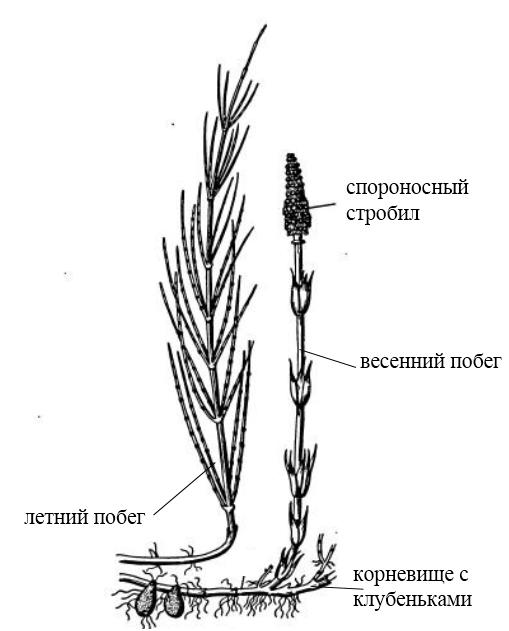 спороносный
стробил
весенний побег
летний побег
корневище с
клубеньками